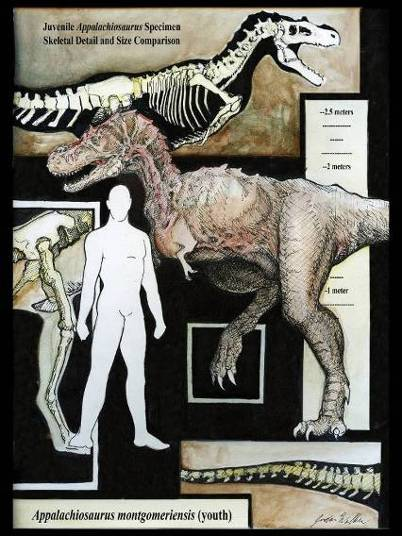 Juvenile Appalachiosaurus Specimen
Skeletal Detail and Size Comparison
--2.5 meters
--2 meters
-1 meter
Appalachiosaurus montgomeriensis (youth)